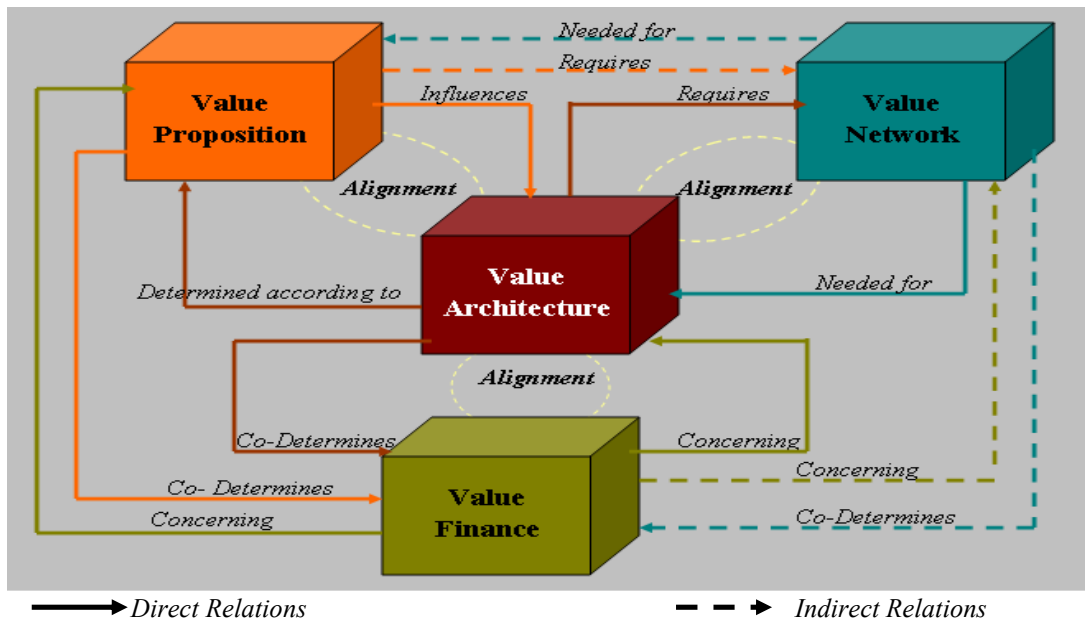 Needed for
Requires
Value
Proposition
Influences
Requires
Value
Network
Alignment
Alignment
Value
Architecture
Determined according to
Needed for
Alignment
Co-Determines
Concerning
Concerning
Co- Determines
Value
Finance
Concerning
Co-Determines
Direct Relations
Indirect Relations